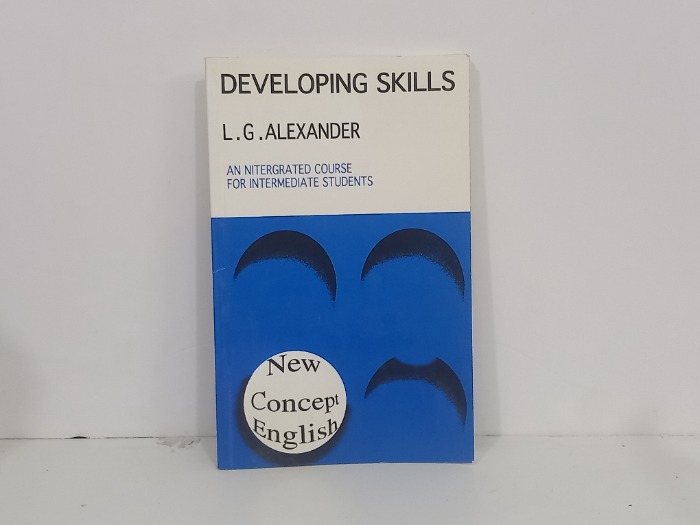 DEVELOPING SKILLS
L.G.ALEXANDER
AN NITERGRATED COURSE
FOR INTERMEDIATE STUDENTS
New
Concept
English